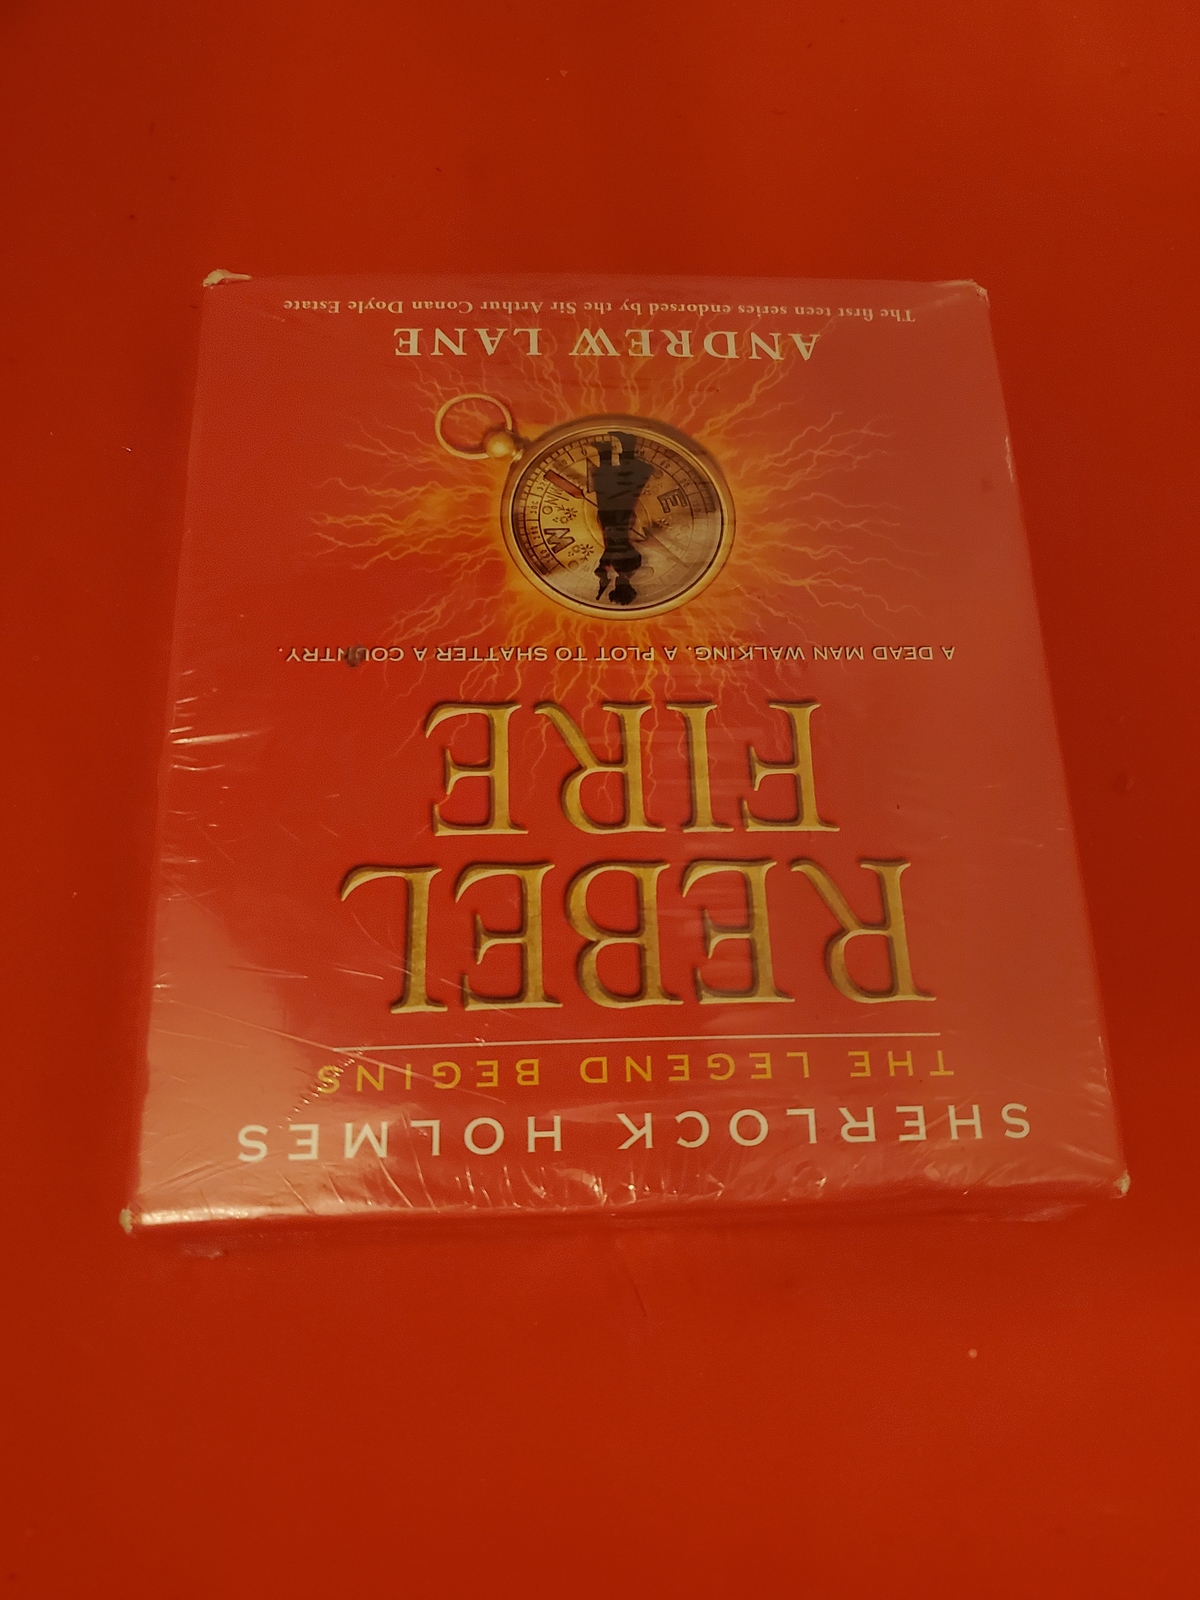 SHERLOCK HOLMES
THE LEGEND BEGINS
REBEL
FIRE
A DEAD MAN WALKING. A PLOT TO SHATTER A COUNTRY.
E
W
ANDREW LANE
The first teen series endorsed by the Sir Arthur Conan Doyle Estate